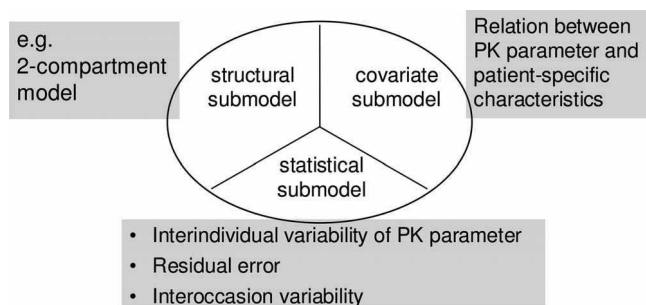 e.g.
2-compartment
model
structural
submodel
covariate
submodel
Relation between
PK parameter and
patient-specific
characteristics
statistical
submodel
• Interindividual variability of PK parameter
• Residual error
• Interoccasion variability